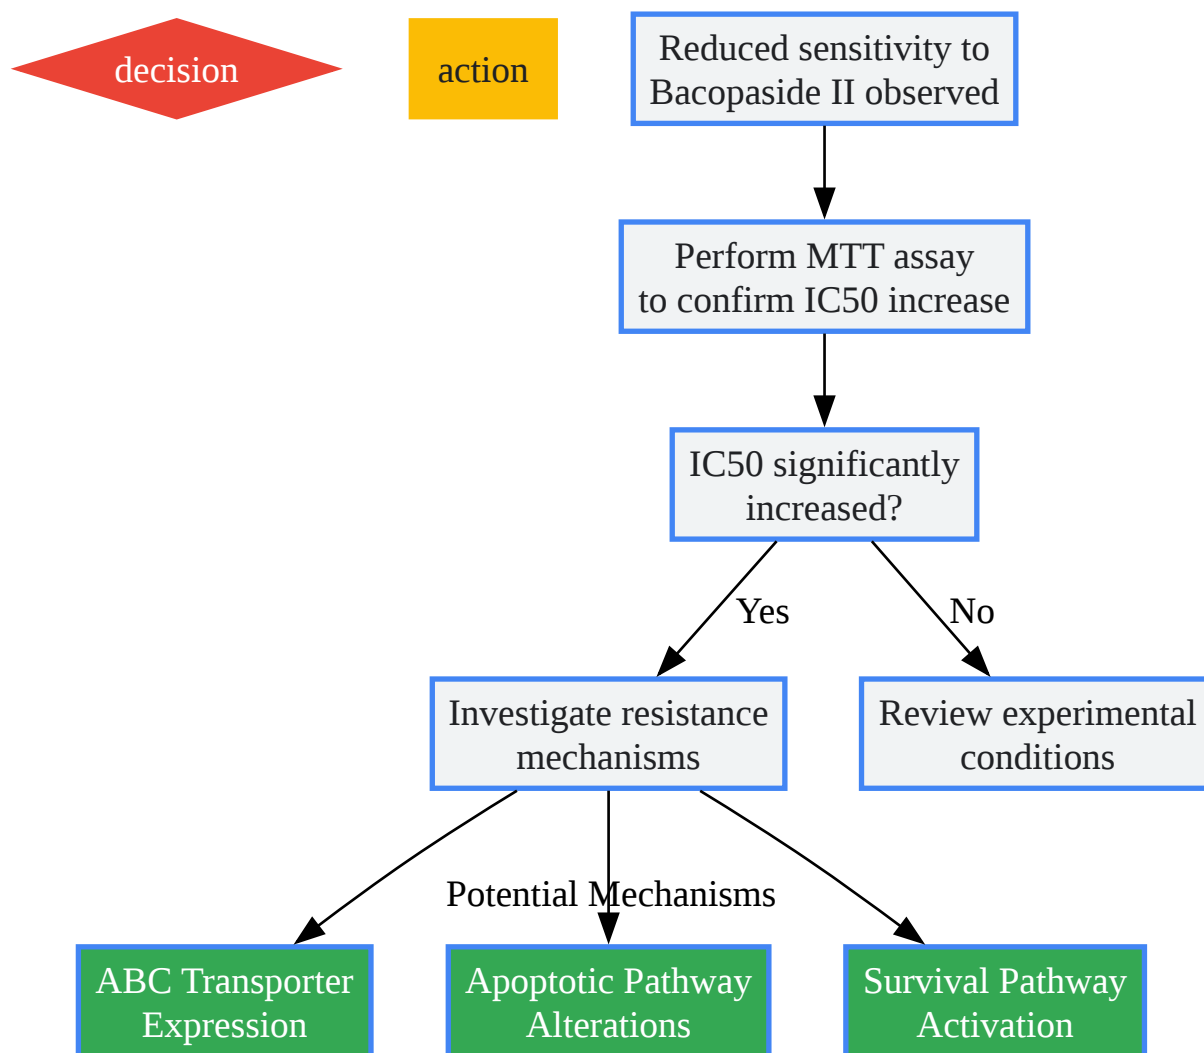 decision
action
Reduced sensitivity to
Bacopaside II observed
Perform MTT assay
to confirm IC50 increase
IC50 significantly
increased?
Yes
No
Investigate resistance
mechanisms
Review experimental
conditions
Potential Mechanisms
ABC Transporter
Expression
Apoptotic Pathway
Alterations
Survival Pathway
Activation